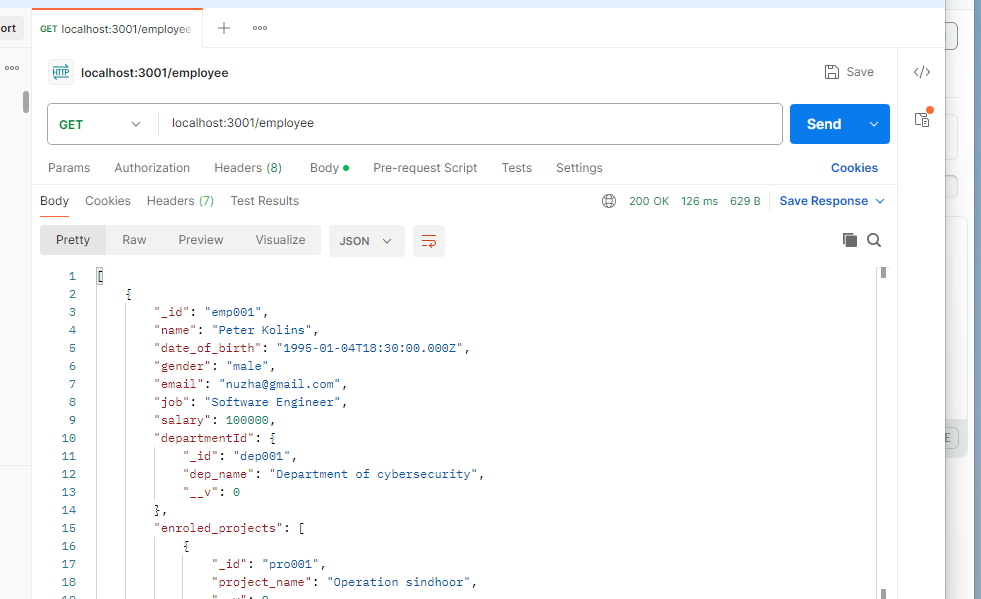 ort
GET localhost:3001/employee
HTTP localhost:3001/employee
Save
GET localhost:3001/employee
Send
Params Authorization Headers (8) Body Pre-request Script Tests Settings Cookies
Body Cookies Headers (7) Test Results 200 OK 126 ms 629 B Save Response
Pretty Raw Preview Visualize JSON
1 [
2 {
3 "_id": "emp001",
4 "name": "Peter Kolins",
5 "date_of_birth": "1995-01-04T18:30:00.000Z",
6 "gender": "male",
7 "email": "nuzha@gmail.com",
8 "job": "Software Engineer",
9 "salary": 100000,
10 "departmentId": {
11 "_id": "dep001",
12 "dep_name": "Department of cybersecurity",
13 "__v": 0
14 },
15 "enroled_projects": [
16 {
17 "_id": "pro001",
18 "project_name": "Operation sindhoor",
E